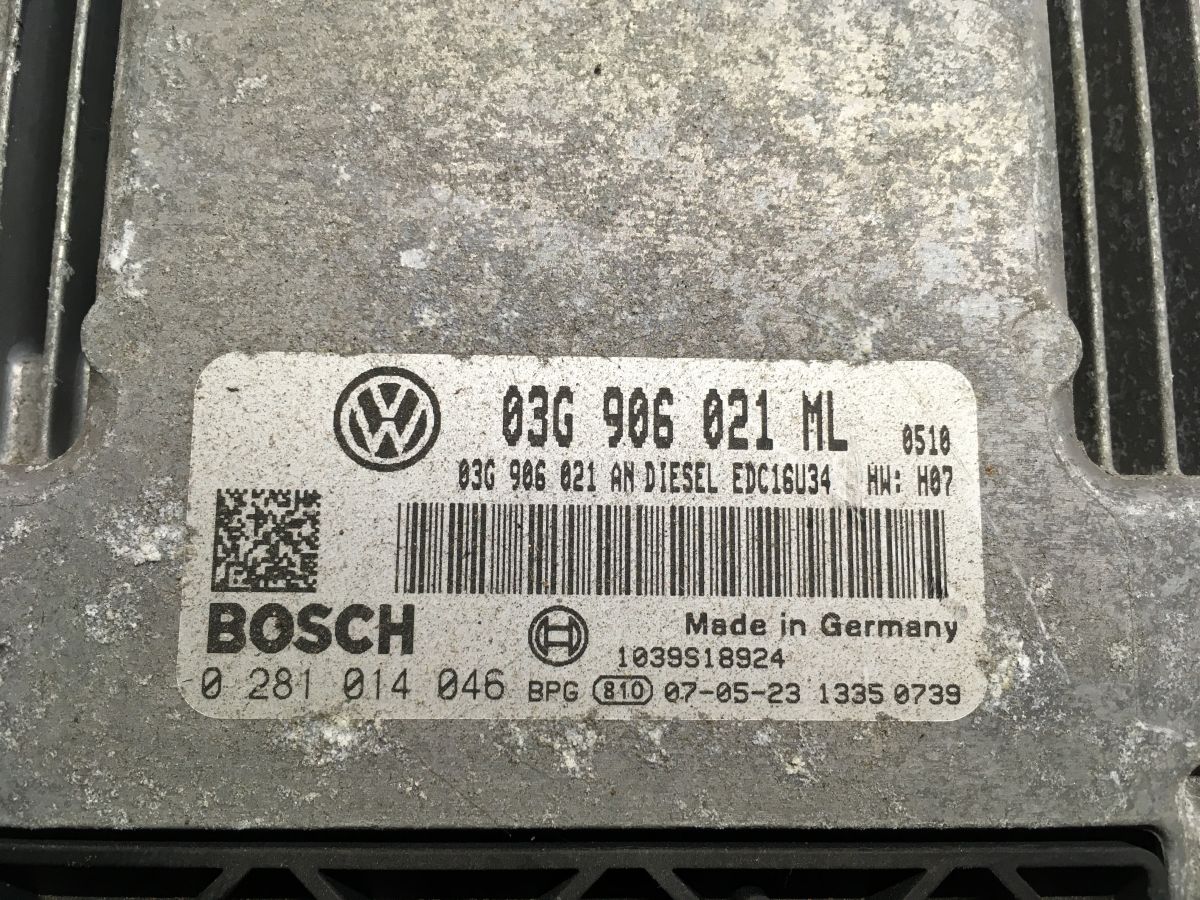 03G 906 021 ML 0510
03G 906 021 AN DIESEL EDC16U34 HW: H07
BOSCH
Made in Germany
1039S18924
0 281 014 046 BPG 810 07-05-23 1335 0739